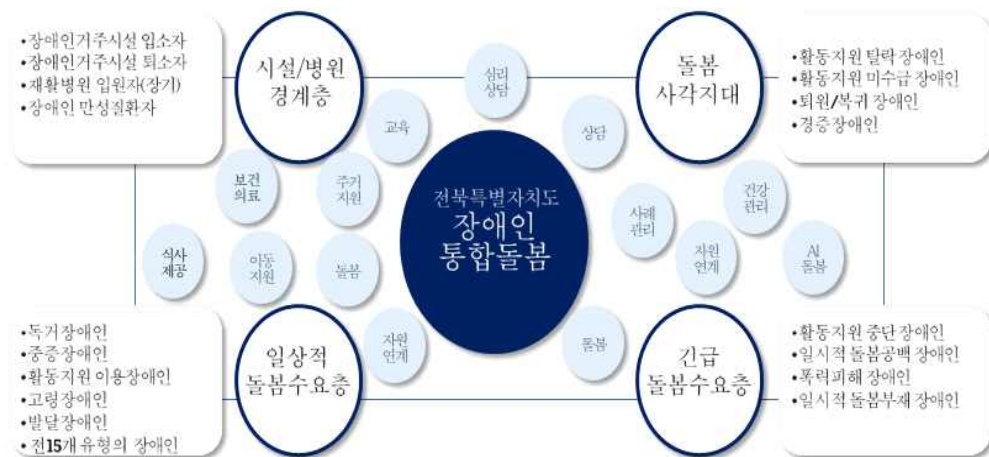 •장애인거주시설 입소자
•장애인거주시설 퇴소자
•재활병원 입원자(장기)
•장애인 만성질환자
시설/병원
경계층
심리
상담
돌봄
사각지대
•활동지원 탈락 장애인
•활동지원 미수급 장애인
•퇴원/복귀 장애인
•경증장애인
교육
상담
보건
의료
주거
지원
전북특별자치도
장애인
통합돌봄
사례
관리
건강
관리
식사
제공
이동
지원
돌봄
자원
연계
AI
돌봄
•독거장애인
•중증장애인
•활동지원 이용장애인
•고령장애인
•발달장애인
• 전15개 유형의 장애인
일상적
돌봄수요층
자원
연계
돌봄
긴급
돌봄수요층
•활동지원 중단 장애인
•일시적 돌봄공백 장애인
•폭력피해 장애인
•일시적 돌봄부재 장애인